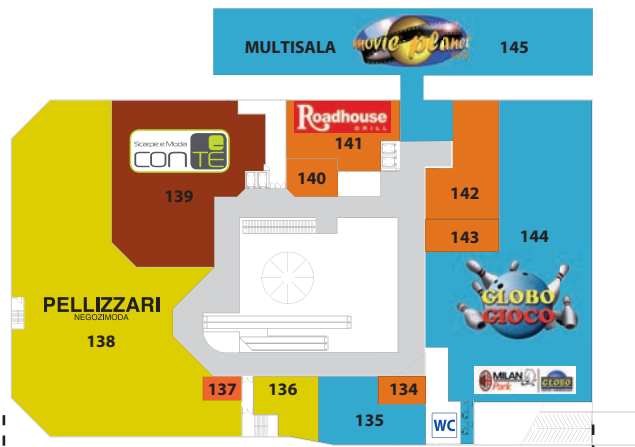 MULTISALA movie planet 145
Roadhouse
GRILL
141
Scarpe e Moda
CONTE
140
139
142
143
144
PELLIZZARI
NEGOZIMODA
138
GLOBO
GIOCO
MILAN
Park
GLOBO
137
136
134
135
WC